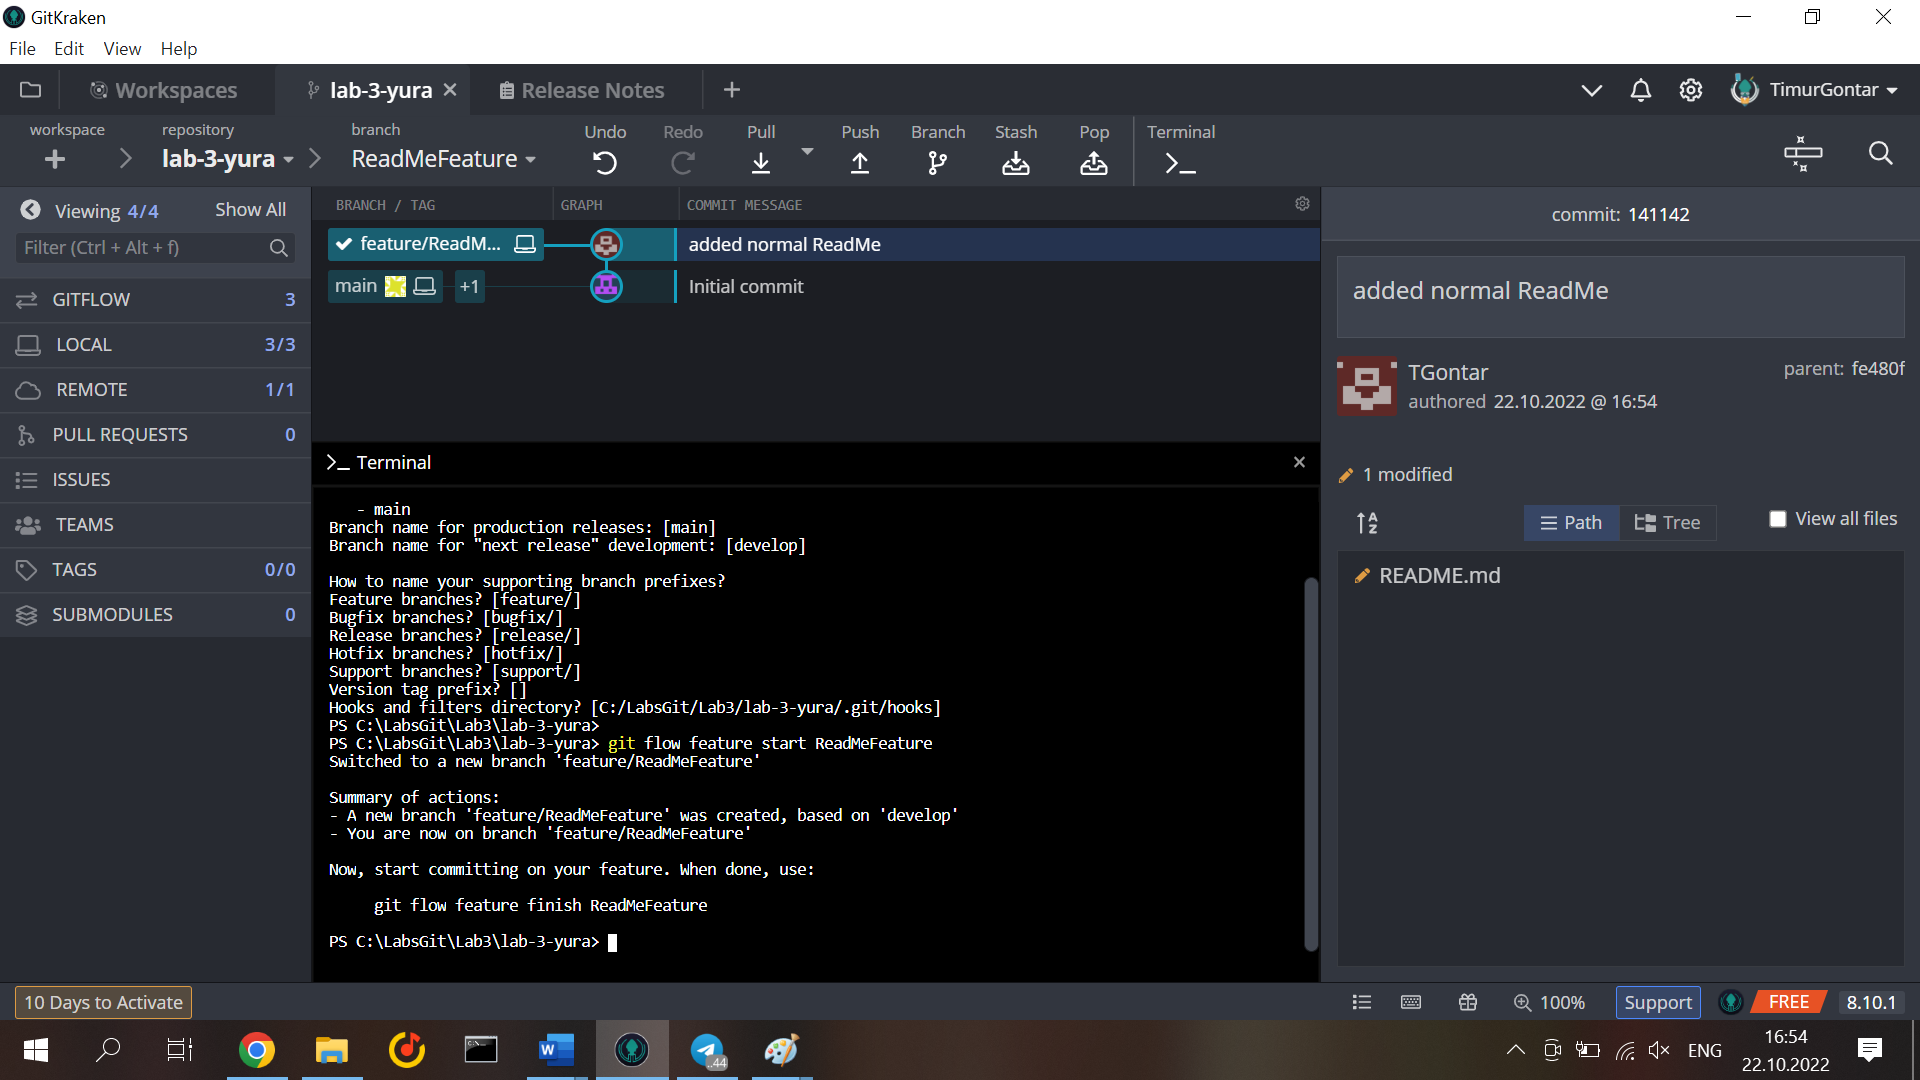 GitKraken
File Edit View Help
Workspaces
lab-3-yura
Release Notes
TimurGontar
workspace
repository
lab-3-yura
branch
ReadMeFeature
Undo
Redo
Pull
Push
Branch
Stash
Pop
Terminal
Viewing 4/4
Show All
Filter (Ctrl + Alt + f)
GITFLOW 3
LOCAL 3/3
REMOTE 1/1
PULL REQUESTS 0
ISSUES
TEAMS
TAGS 0/0
SUBMODULES 0
BRANCH / TAG
GRAPH
COMMIT MESSAGE
feature/ReadM...
added normal ReadMe
main
+1
Initial commit
Terminal
- main
Branch name for production releases: [main]
Branch name for "next release" development: [develop]
How to name your supporting branch prefixes?
Feature branches? [feature/]
Bugfix branches? [bugfix/]
Release branches? [release/]
Hotfix branches? [hotfix/]
Support branches? [support/]
Version tag prefix? []
Hooks and filters directory? [C:/LabsGit/Lab3/lab-3-yura/.git/hooks]
PS C:\LabsGit\Lab3\lab-3-yura>
PS C:\LabsGit\Lab3\lab-3-yura> git flow feature start ReadMeFeature
Switched to a new branch 'feature/ReadMeFeature'
Summary of actions:
- A new branch 'feature/ReadMeFeature' was created, based on 'develop'
- You are now on branch 'feature/ReadMeFeature'
Now, start committing on your feature. When done, use:
git flow feature finish ReadMeFeature
PS C:\LabsGit\Lab3\lab-3-yura>
commit: 141142
added normal ReadMe
TGontar
authored 22.10.2022 @ 16:54
parent: fe480f
1 modified
Path
Tree
View all files
README.md
10 Days to Activate
100%
Support
FREE
8.10.1
..44
ENG
16:54
22.10.2022